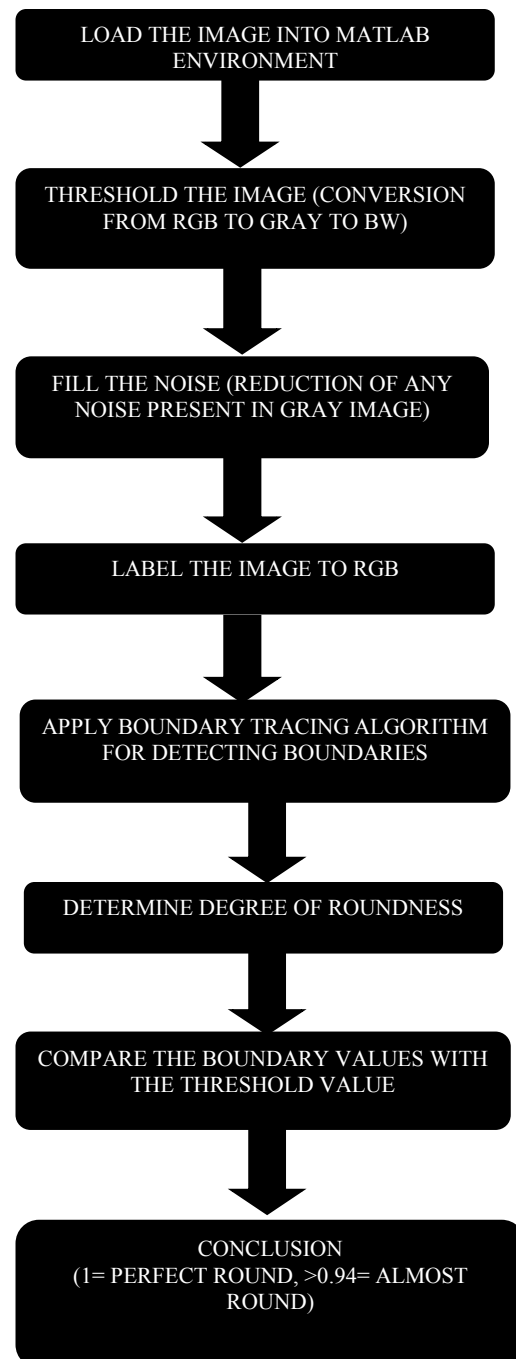 LOAD THE IMAGE INTO MATLAB
ENVIRONMENT
THRESHOLD THE IMAGE (CONVERSION
FROM RGB TO GRAY TO BW)
FILL THE NOISE (REDUCTION OF ANY
NOISE PRESENT IN GRAY IMAGE)
LABEL THE IMAGE TO RGB
APPLY BOUNDARY TRACING ALGORITHM
FOR DETECTING BOUNDARIES
DETERMINE DEGREE OF ROUNDNESS
COMPARE THE BOUNDARY VALUES WITH
THE THRESHOLD VALUE
CONCLUSION
(1= PERFECT ROUND, >0.94= ALMOST
ROUND)